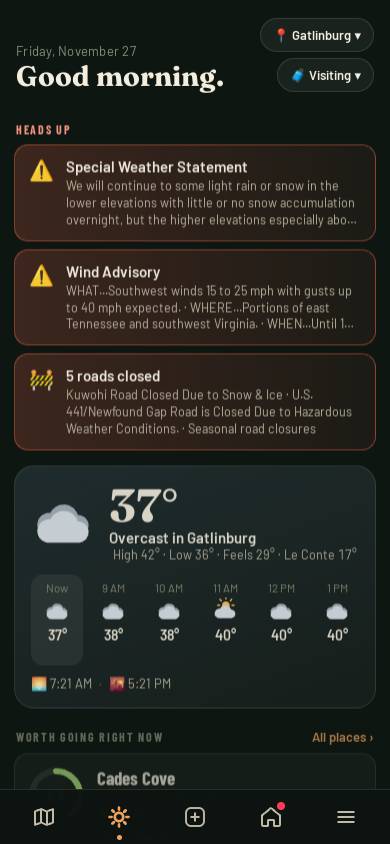 Friday, November 27
Good morning.
Gatlinburg ▾
Visiting ▾
HEADS UP
Special Weather Statement
We will continue to some light rain or snow in the
lower elevations with little or no snow accumulation
overnight, but the higher elevations especially abo...
Wind Advisory
WHAT...Southwest winds 15 to 25 mph with gusts up
to 40 mph expected. · WHERE...Portions of east
Tennessee and southwest Virginia. · WHEN...Until 1...
5 roads closed
Kuwohi Road Closed Due to Snow & Ice · U.S.
441/Newfound Gap Road is Closed Due to Hazardous
Weather Conditions. · Seasonal road closures
37°
Overcast in Gatlinburg
High 42° · Low 36° · Feels 29° · Le Conte 17°
Now 9 AM 10 AM 11 AM 12 PM 1 PM
37° 38° 38° 40° 40° 40°
7:21 AM · 5:21 PM
WORTH GOING RIGHT NOW
All places ›
Cades Cove